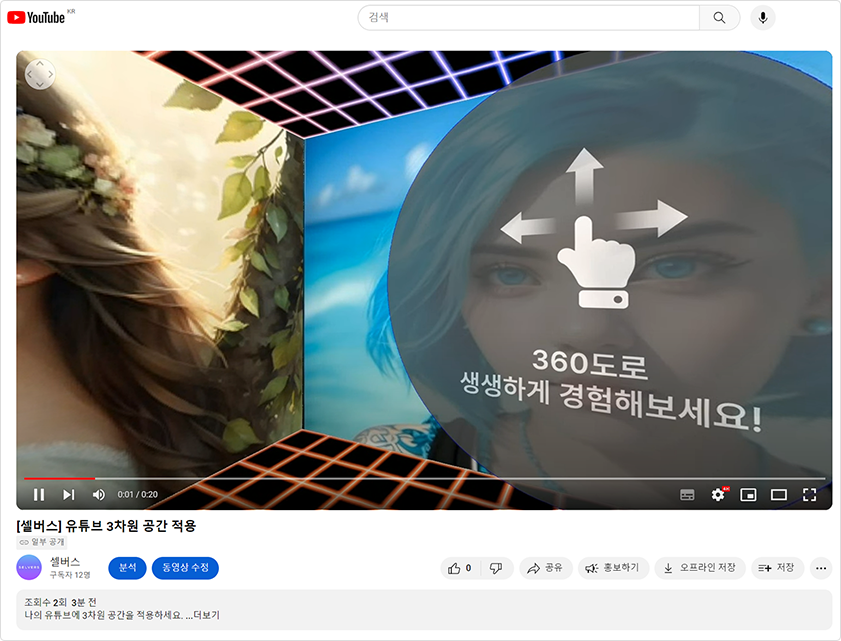 YouTube KR
검색
360도로
생생하게 경험해보세요!
0:01 / 0:20
4K
[셀버스] 유튜브 3차원 공간 적용
일부 공개
셀버스
구독자 12명
분석
동영상 수정
0
공유
홍보하기
오프라인 저장
저장
조회수 2회 3분 전
나의 유튜브에 3차원 공간을 적용하세요. ...더보기